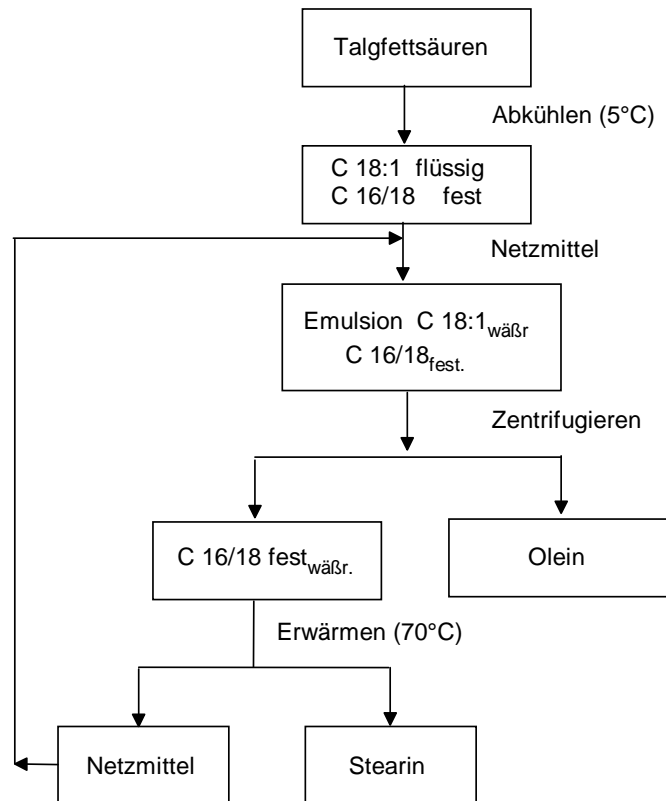 Talgfettsäuren
Abkühlen (5°C)
C 18:1 flüssig
C 16/18 fest
Netzmittel
Emulsion C 18:1wäßr
C 16/18fest.
Zentrifugieren
C 16/18 festwäßr.
Olein
Erwärmen (70°C)
Netzmittel
Stearin